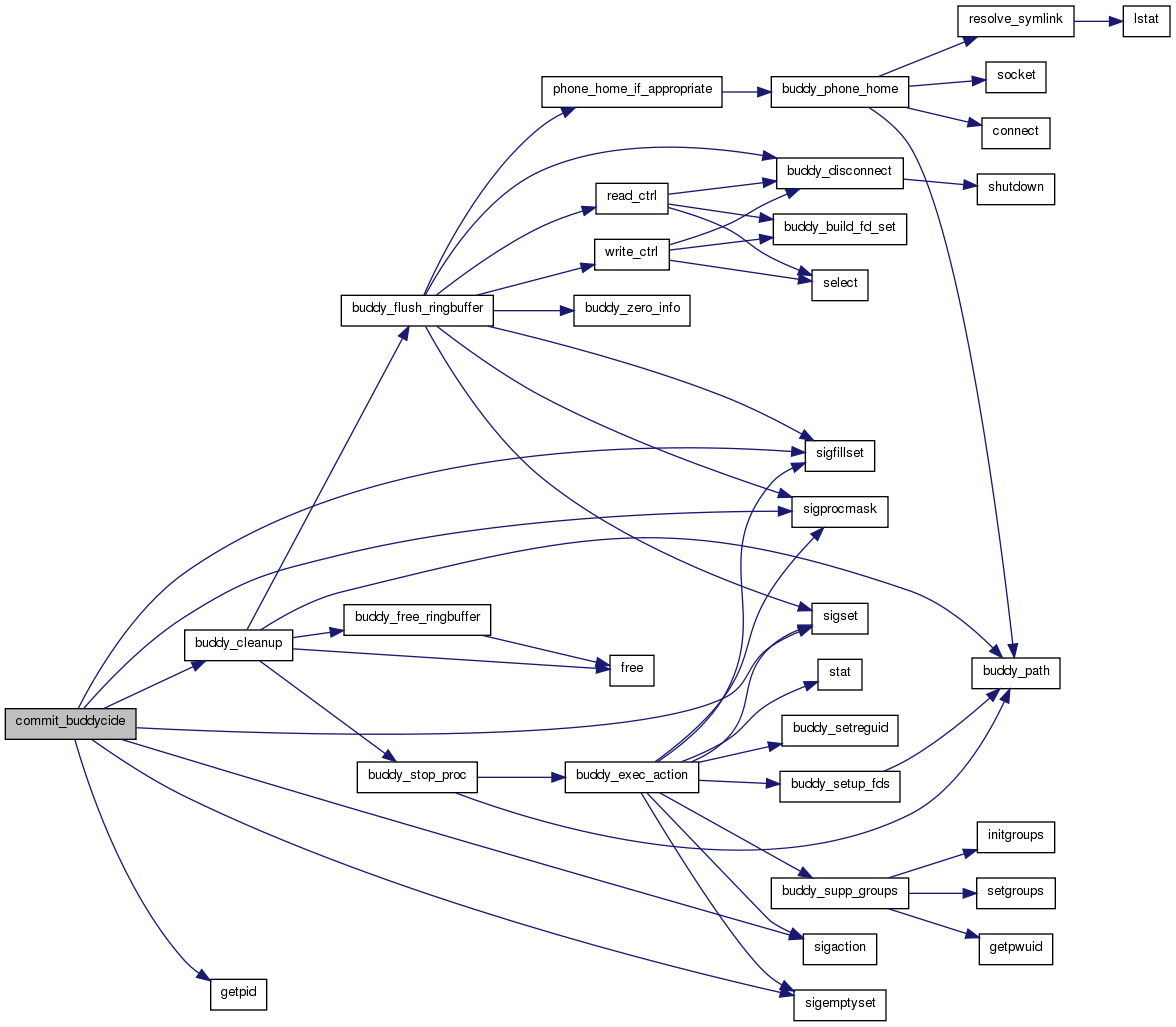 resolve_symlink
lstat
socket
phone_home_if_appropriate
buddy_phone_home
connect
buddy_disconnect
shutdown
read_ctrl
buddy_build_fd_set
write_ctrl
select
buddy_flush_ringbuffer
buddy_zero_info
sigfillset
sigprocmask
buddy_free_ringbuffer
sigset
buddy_cleanup
free
stat
buddy_path
commit_buddycide
buddy_setreguid
buddy_stop_proc
buddy_exec_action
buddy_setup_fds
initgroups
buddy_supp_groups
setgroups
sigaction
getpwuid
getpid
sigemptyset